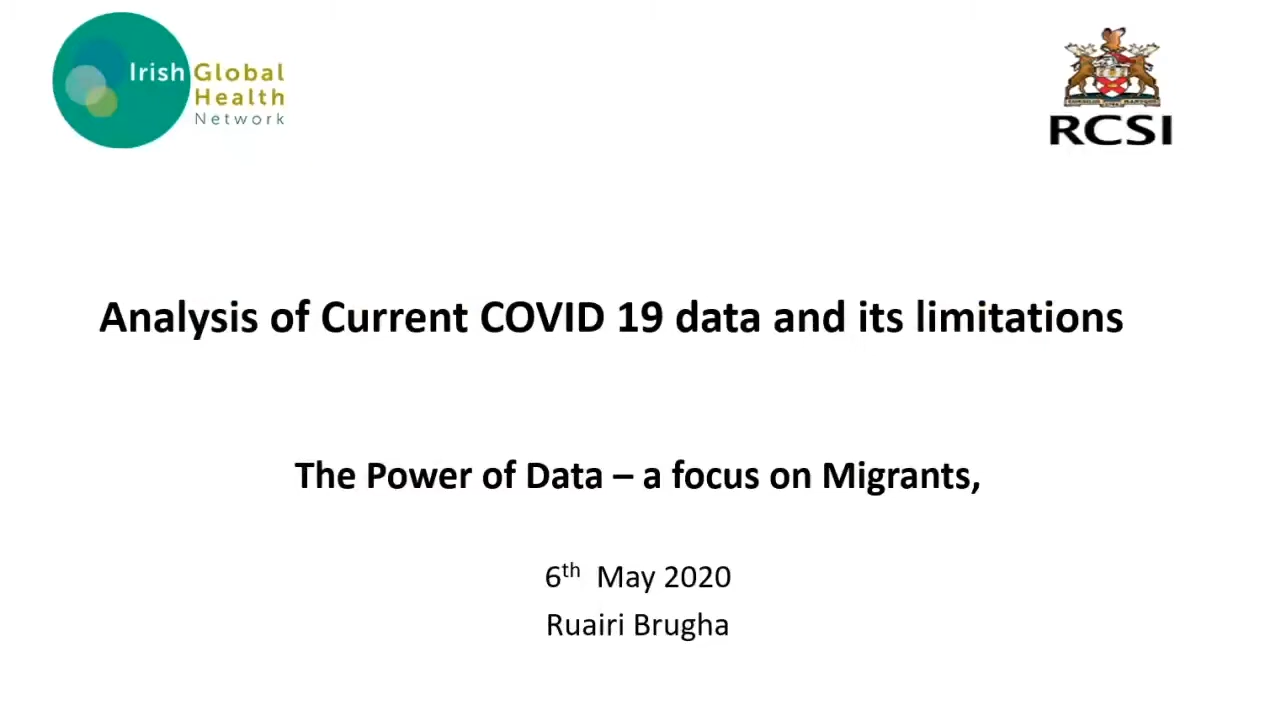 Irish Global
Health
Network
RCSI
Analysis of Current COVID 19 data and its limitations
The Power of Data – a focus on Migrants,
6th May 2020
Ruairi Brugha